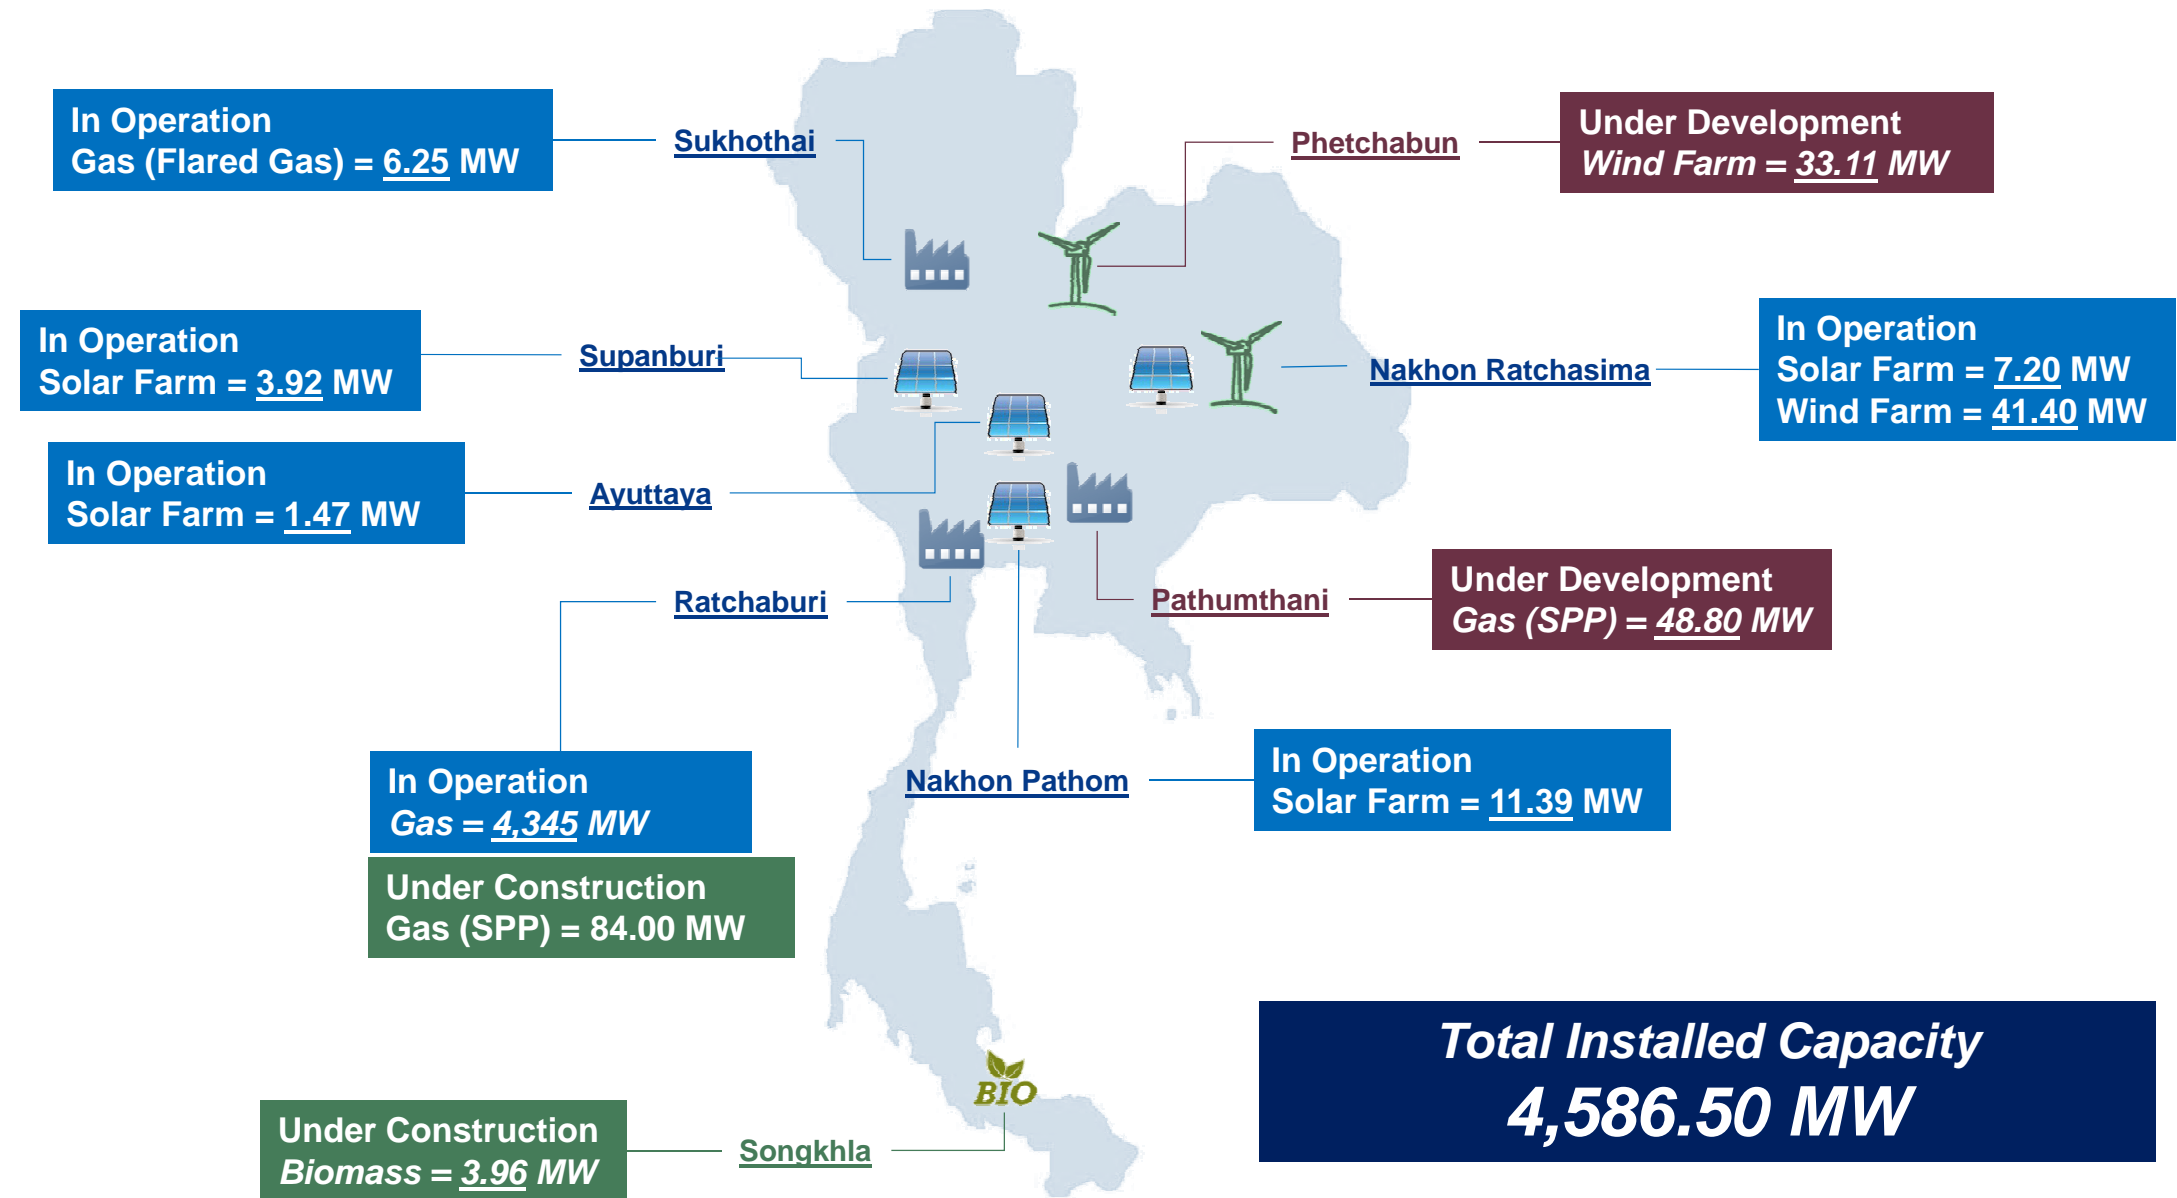 In Operation
Gas (Flared Gas) = 6.25 MW
Sukhothai
Phetchabun
Under Development
Wind Farm = 33.11 MW
In Operation
Solar Farm = 3.92 MW
Supanburi
Nakhon Ratchasima
In Operation
Solar Farm = 7.20 MW
Wind Farm = 41.40 MW
In Operation
Solar Farm = 1.47 MW
Ayuttaya
Ratchaburi
Pathumthani
Under Development
Gas (SPP) = 48.80 MW
In Operation
Gas = 4,345 MW
Under Construction
Gas (SPP) = 84.00 MW
Nakhon Pathom
In Operation
Solar Farm = 11.39 MW
BIO
Under Construction
Biomass = 3.96 MW
Songkhla
Total Installed Capacity
4,586.50 MW